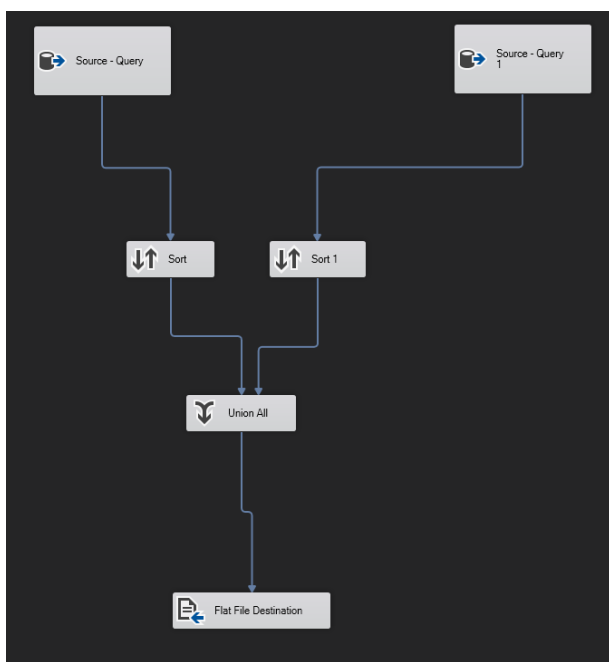 Source - Query
Source - Query
1
Sort
Sort 1
Union All
Flat File Destination